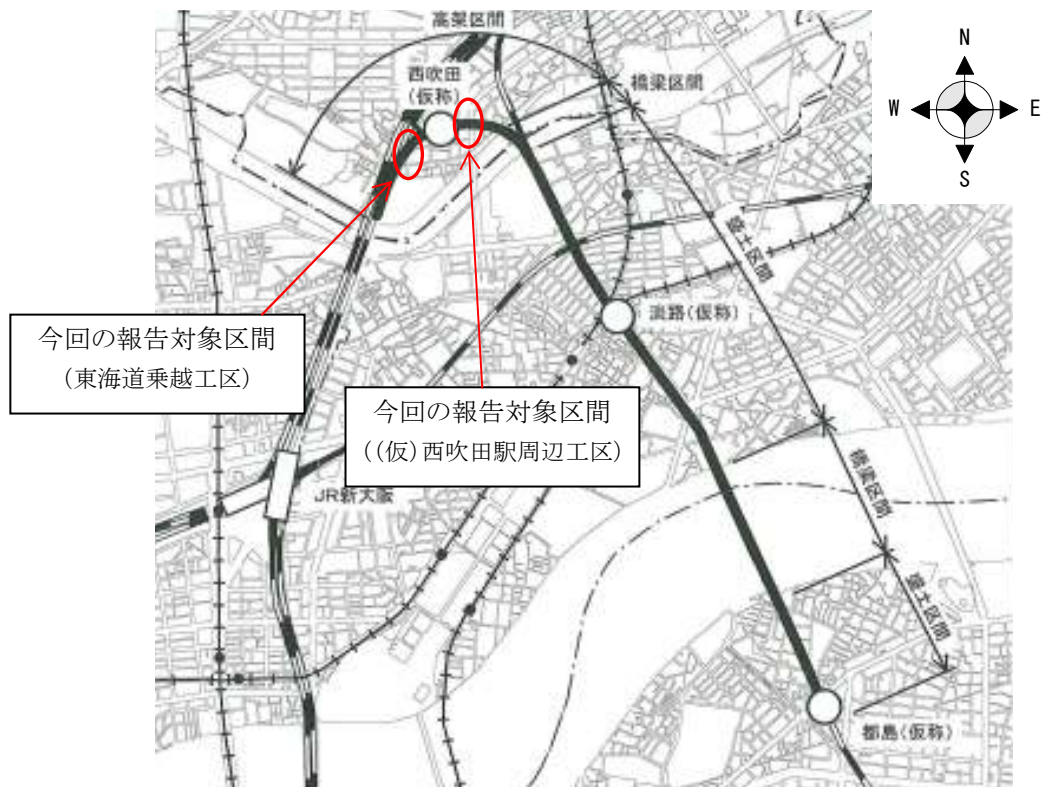 高架区間
西吹田
(仮称)
橋梁区間
N
W
E
S
盛土区間
淡路(仮称)
今回の報告対象区間
(東海道乗越工区)
今回の報告対象区間
((仮)西吹田駅周辺工区)
JR新大阪
橋梁区間
盛土区間
都島(仮称)